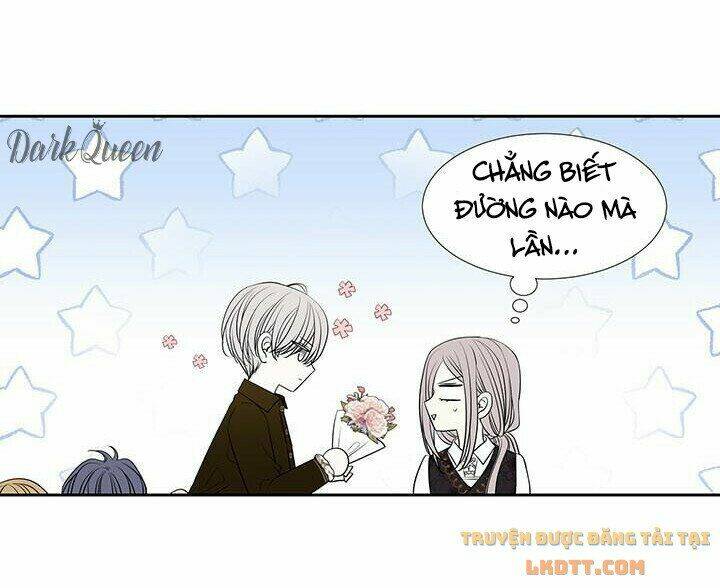 DarkQueen
CHẲNG BIẾT
ĐƯỜNG NÀO MÀ
LẦN...
TRUYỆN ĐƯỢC ĐĂNG TẢI TẠI
LKDTT.COM